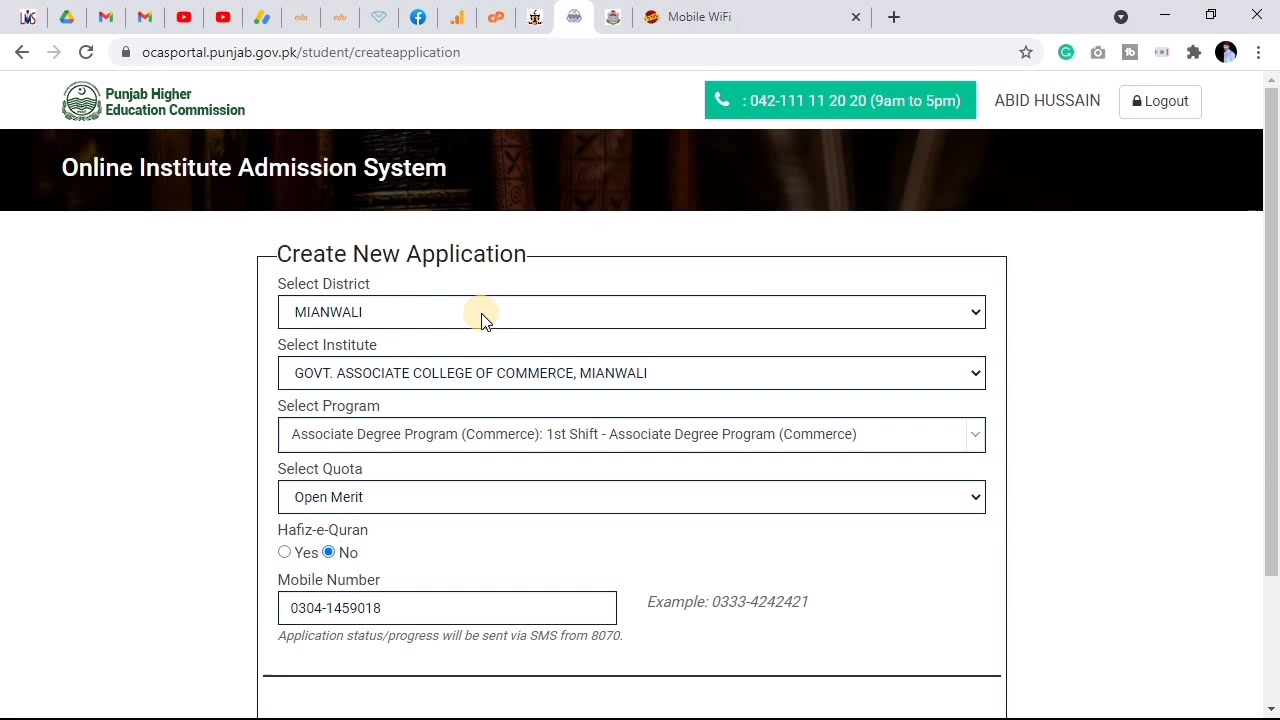 edu
edu
Mobile WiFi
ocasportal.punjab.gov.pk/student/createapplication
Punjab Higher
Education Commission
: 042-111 11 20 20 (9am to 5pm)
ABID HUSSAIN
Logout
Online Institute Admission System
Create New Application
Select District
MIANWALI
Select Institute
GOVT. ASSOCIATE COLLEGE OF COMMERCE, MIANWALI
Select Program
Associate Degree Program (Commerce): 1st Shift - Associate Degree Program (Commerce)
Select Quota
Open Merit
Hafiz-e-Quran
Yes No
Mobile Number
0304-1459018
Example: 0333-4242421
Application status/progress will be sent via SMS from 8070.